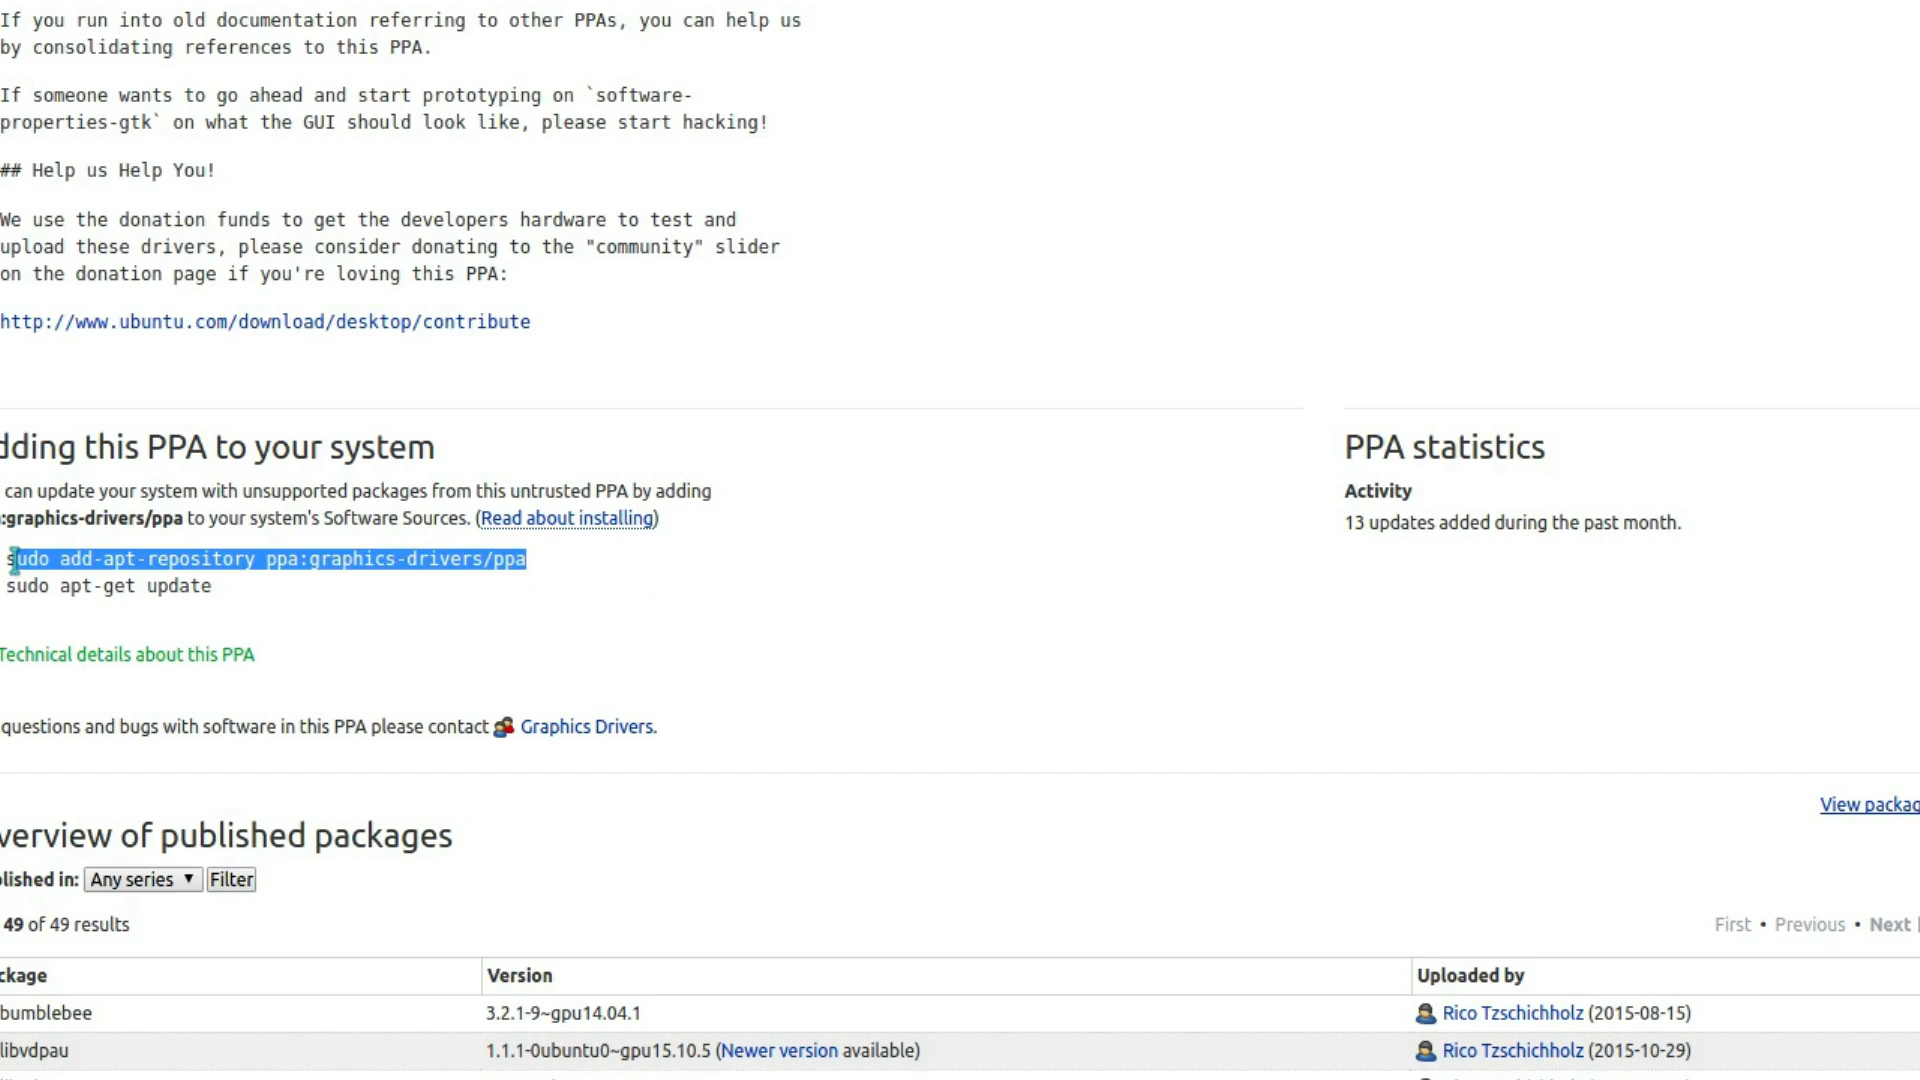 If you run into old documentation referring to other PPAs, you can help us
by consolidating references to this PPA.
If someone wants to go ahead and start prototyping on `software-
properties-gtk` on what the GUI should look like, please start hacking!
## Help us Help You!
We use the donation funds to get the developers hardware to test and
upload these drivers, please consider donating to the "community" slider
on the donation page if you're loving this PPA:
http://www.ubuntu.com/download/desktop/contribute
dding this PPA to your system
PPA statistics
can update your system with unsupported packages from this untrusted PPA by adding
Activity
:graphics-drivers/ppa to your system's Software Sources. (Read about installing)
13 updates added during the past month.
sudo add-apt-repository ppa:graphics-drivers/ppa
sudo apt-get update
Technical details about this PPA
questions and bugs with software in this PPA please contact Graphics Drivers.
View packag
verview of published packages
lished in: Any series ▼ Filter
49 of 49 results
First • Previous • Next
ckage Version Uploaded by
bumblebee 3.2.1-9~gpu14.04.1 Rico Tzschichholz (2015-08-15)
libvdpau 1.1.1-0ubuntu0~gpu15.10.5 (Newer version available) Rico Tzschichholz (2015-10-29)